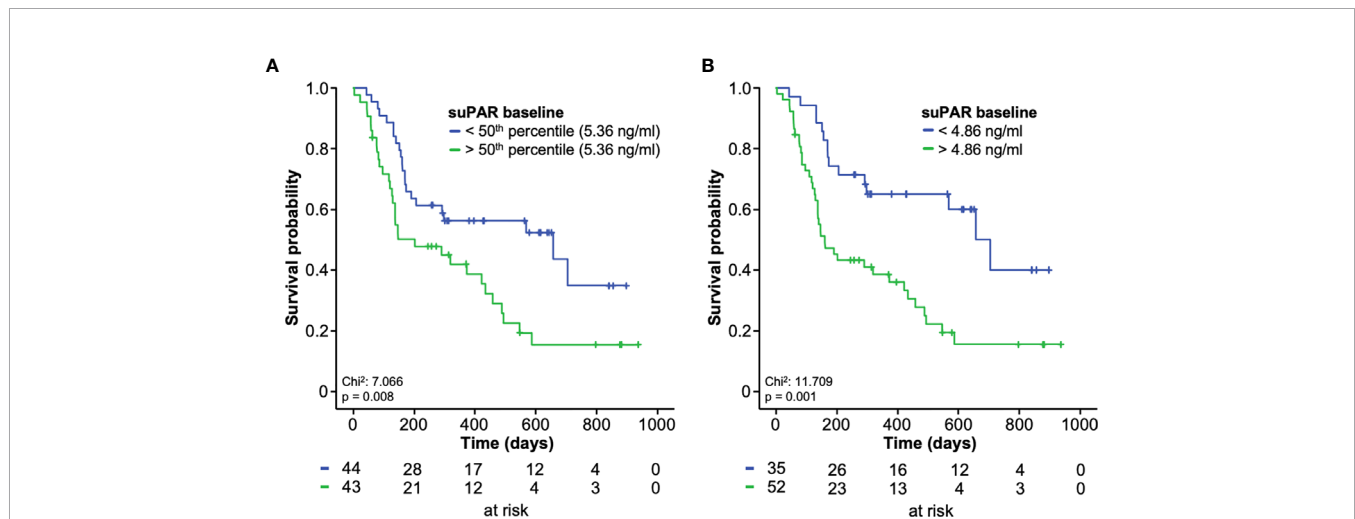 A
B
suPAR baseline
< 50th percentile (5.36 ng/ml)
> 50th percentile (5.36 ng/ml)
1.0
0.8
0.6
0.4
0.2
0
Survival probability
Chi²: 7.066
p = 0.008
0 200 400 600 800 1000
Time (days)
44 28 17 12 4 0
43 21 12 4 3 0
at risk
suPAR baseline
< 4.86 ng/ml
> 4.86 ng/ml
1.0
0.8
0.6
0.4
0.2
0
Survival probability
Chi²: 11.709
p = 0.001
0 200 400 600 800 1000
Time (days)
35 26 16 12 4 0
52 23 13 4 3 0
at risk